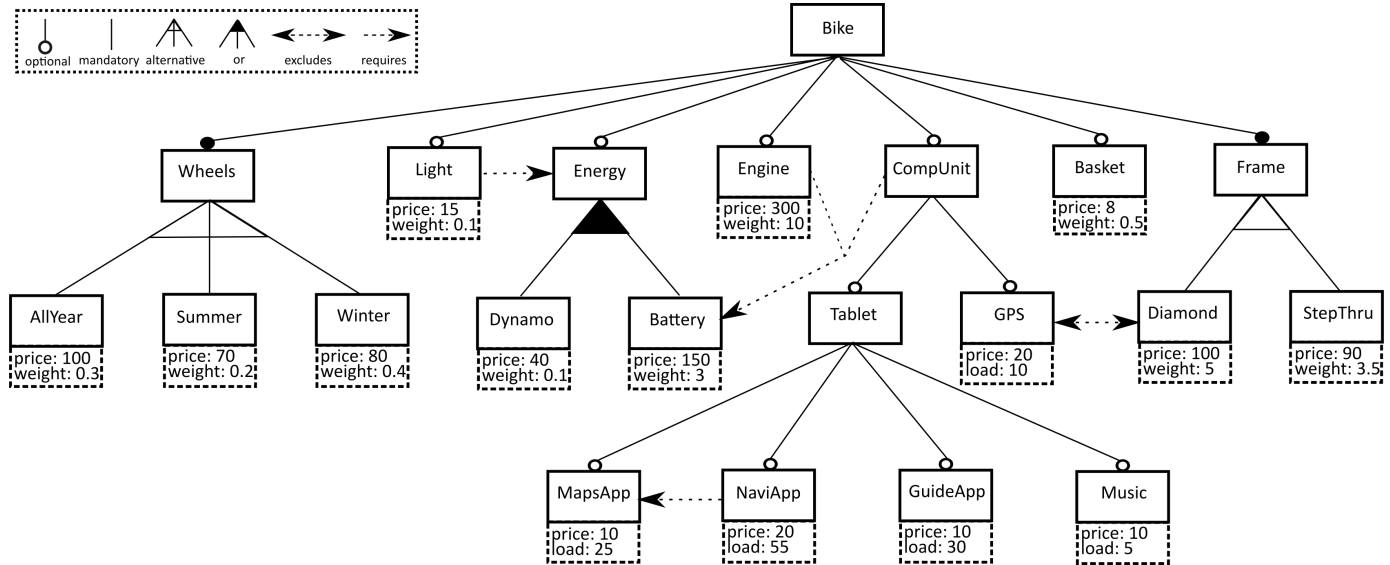 Bike
optional mandatory alternative or excludes requires
Wheels Light Energy Engine CompUnit Basket Frame
price: 15 price: 300 price: 8
weight: 0.1 weight: 10 weight: 0.5
AllYear Summer Winter Dynamo Battery Tablet GPS Diamond StepThru
price: 100 price: 70 price: 80 price: 40 price: 150 price: 20 price: 100 price: 90
weight: 0.3 weight: 0.2 weight: 0.4 weight: 0.1 weight: 3 load: 10 weight: 5 weight: 3.5
MapsApp NaviApp GuideApp Music
price: 10 price: 20 price: 10 price: 10
load: 25 load: 55 load: 30 load: 5